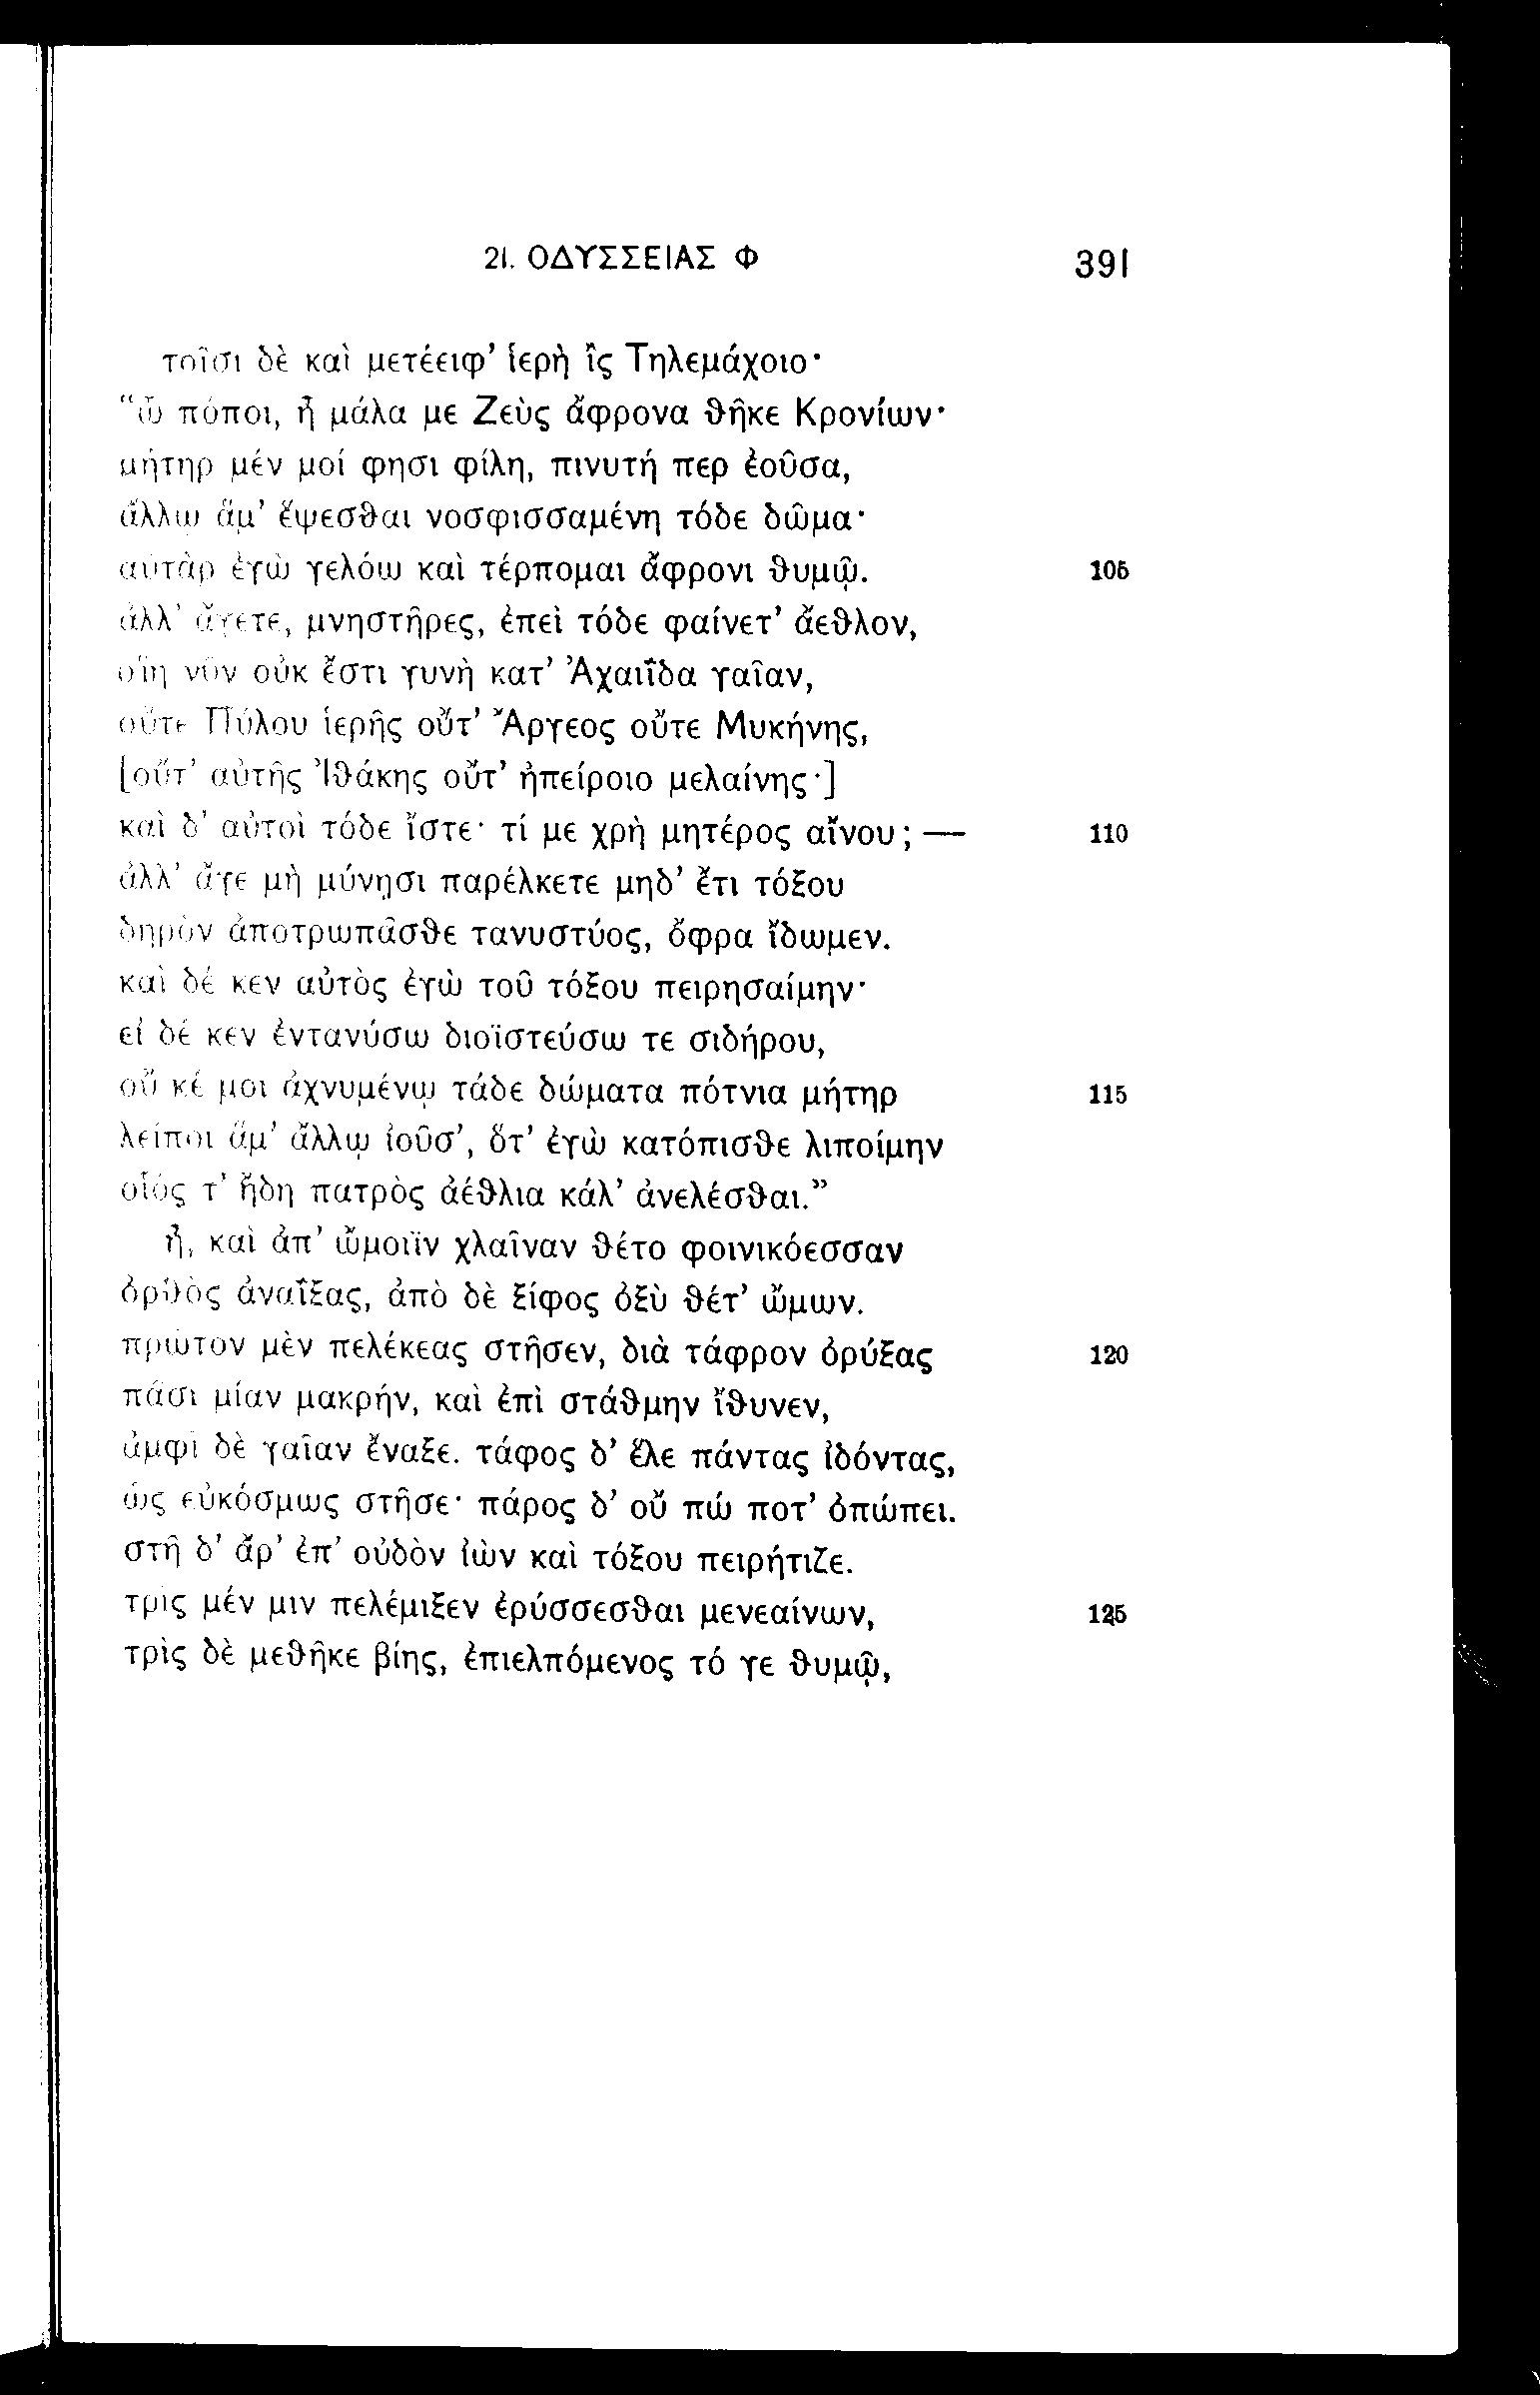 21. ΟΔΥΣΣΕΙΑΣ Φ 391
τοῖσι δὲ καὶ μετέειφ’ ἱερὴ ἲς Τηλεμάχοιο·
“ὢ πόποι, ἦ μάλα με Ζεὺς ἄφρονα θῆκε Κρονίων·
μήτηρ μέν μοί φησι φίλη, πινυτή περ ἐοῦσα,
ἄλλῳ ἅμ’ ἕψεσθαι νοσφισσαμένη τόδε δῶμα·
αὐτὰρ ἐγὼ γελόω καὶ τέρπομαι ἄφρονι θυμῷ. 105
ἀλλ’ ἄγετε, μνηστῆρες, ἐπεὶ τόδε φαίνετ’ ἄεθλον,
οἵη νῦν οὐκ ἔστι γυνὴ κατ’ Ἀχαιΐδα γαῖαν,
οὔτε Πύλου ἱερῆς οὔτ’ Ἄργεος οὔτε Μυκήνης,
[οὔτ’ αὐτῆς Ἰθάκης οὔτ’ ἠπείροιο μελαίνης·]
καὶ δ’ αὐτοὶ τόδε ἴστε· τί με χρὴ μητέρος αἴνου; — 110
ἀλλ’ ἄγε μὴ μύνῃσι παρέλκετε μηδ’ ἔτι τόξου
δηρὸν ἀποτρωπᾶσθε τανυστύος, ὄφρα ἴδωμεν.
καὶ δέ κεν αὐτὸς ἐγὼ τοῦ τόξου πειρησαίμην·
εἰ δέ κεν ἐντανύσω διοϊστεύσω τε σιδήρου,
οὔ κέ μοι ἀχνυμένῳ τάδε δώματα πότνια μήτηρ 115
λείποι ἅμ’ ἄλλῳ ἰοῦσ’, ὅτ’ ἐγὼ κατόπισθε λιποίμην
οἷός τ’ ἤδη πατρὸς ἀέθλια κάλ’ ἀνελέσθαι.”
ἦ, καὶ ἀπ’ ὤμοιϊν χλαῖναν θέτο φοινικόεσσαν
ὀρθὸς ἀναΐξας, ἀπὸ δὲ ξίφος ὀξὺ θέτ’ ὤμων.
πρῶτον μὲν πελέκεας στῆσεν, διὰ τάφρον ὀρύξας 120
πᾶσι μίαν μακρήν, καὶ ἐπὶ στάθμην ἴθυνεν,
ἀμφὶ δὲ γαῖαν ἔναξε. τάφος δ’ ἕλε πάντας ἰδόντας,
ὡς εὐκόσμως στῆσε· πάρος δ’ οὔ πώ ποτ’ ὀπώπει.
στῆ δ’ ἄρ’ ἐπ’ οὐδὸν ἰὼν καὶ τόξου πειρήτιζε.
τρὶς μέν μιν πελέμιξεν ἐρύσσεσθαι μενεαίνων, 125
τρὶς δὲ μεθῆκε βίης, ἐπιελπόμενος τό γε θυμῷ,